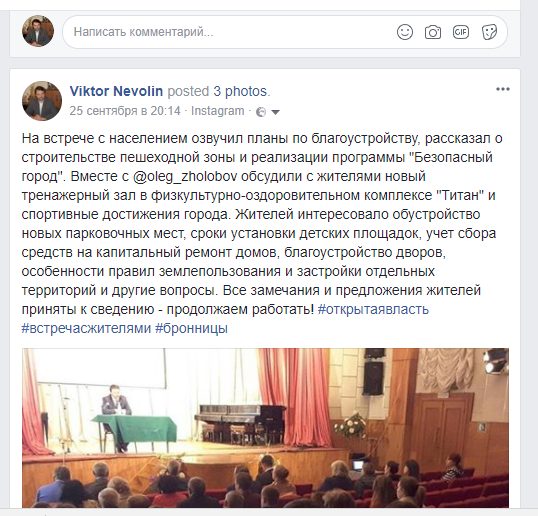 Написать комментарий...
GIF
Viktor Nevolin posted 3 photos.
25 сентября в 20:14 · Instagram ·
На встрече с населением озвучил планы по благоустройству, рассказал о
строительстве пешеходной зоны и реализации программы "Безопасный
город". Вместе с @oleg_zholobov обсудили с жителями новый
тренажерный зал в физкультурно-оздоровительном комплексе "Титан" и
спортивные достижения города. Жителей интересовало обустройство
новых парковочных мест, сроки установки детских площадок, учет сбора
средств на капитальный ремонт домов, благоустройство дворов,
особенности правил землепользования и застройки отдельных
территорий и другие вопросы. Все замечания и предложения жителей
приняты к сведению - продолжаем работать! #открытаявласть
#встречасжителями #бронницы